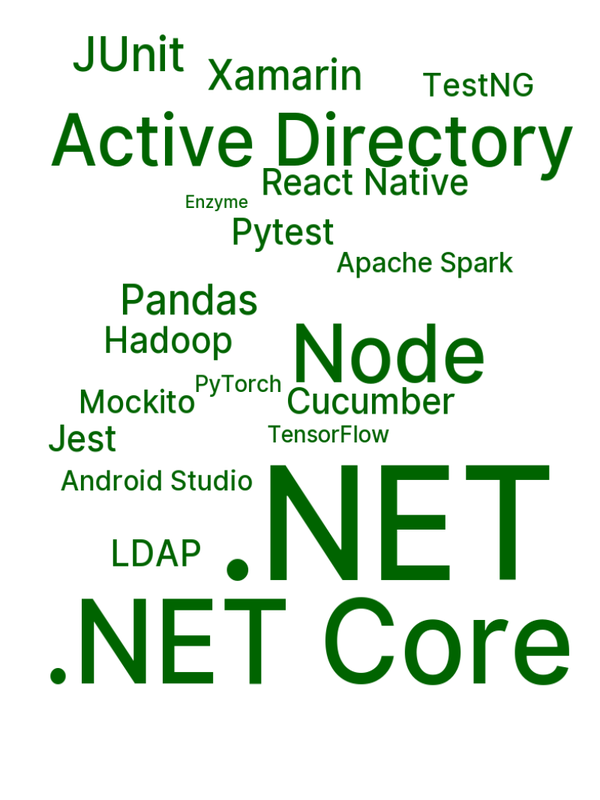 JUnit
Xamarin
TestNG
Active Directory
React Native
Enzyme
Pytest
Apache Spark
Pandas
Hadoop
Node
PyTorch
Mockito
Cucumber
Jest
TensorFlow
Android Studio
.NET
LDAP
.NET Core